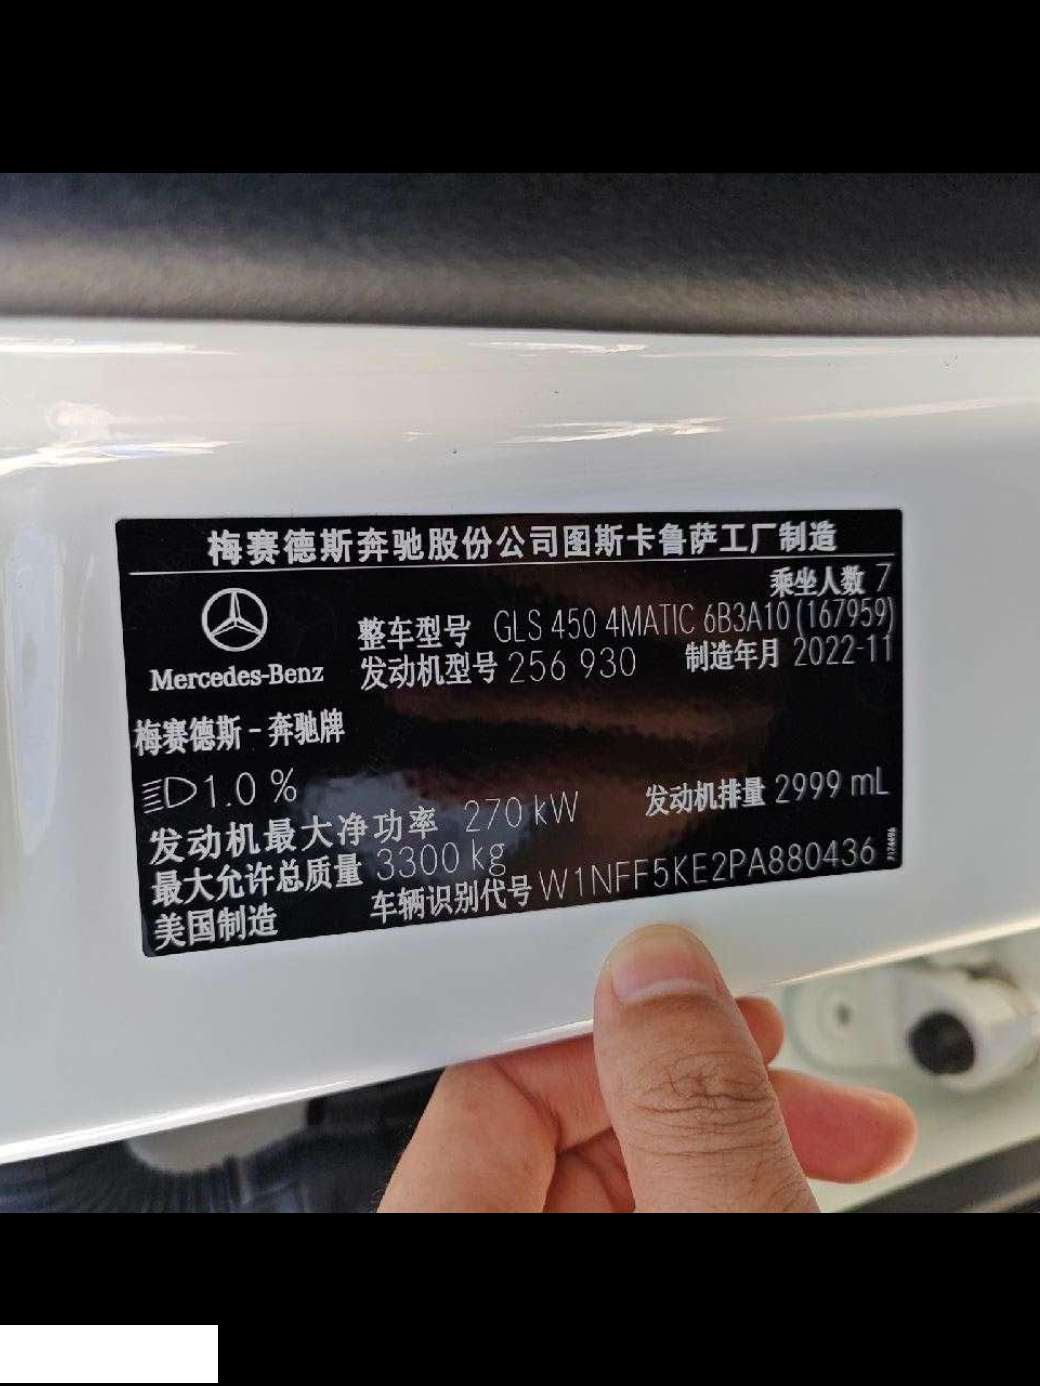 梅赛德斯奔驰股份公司图斯卡鲁萨工厂制造
乘坐人数 7
整车型号 GLS 450 4MATIC 6B3A10 (167959)
Mercedes-Benz
发动机型号 256 930 制造年月 2022-11
梅赛德斯-奔驰牌
1.0 %
发动机最大净功率 270 kW 发动机排量 2999 mL
最大允许总质量 3300 kg
美国制造 车辆识别代号 W1NFF5KE2PA880436